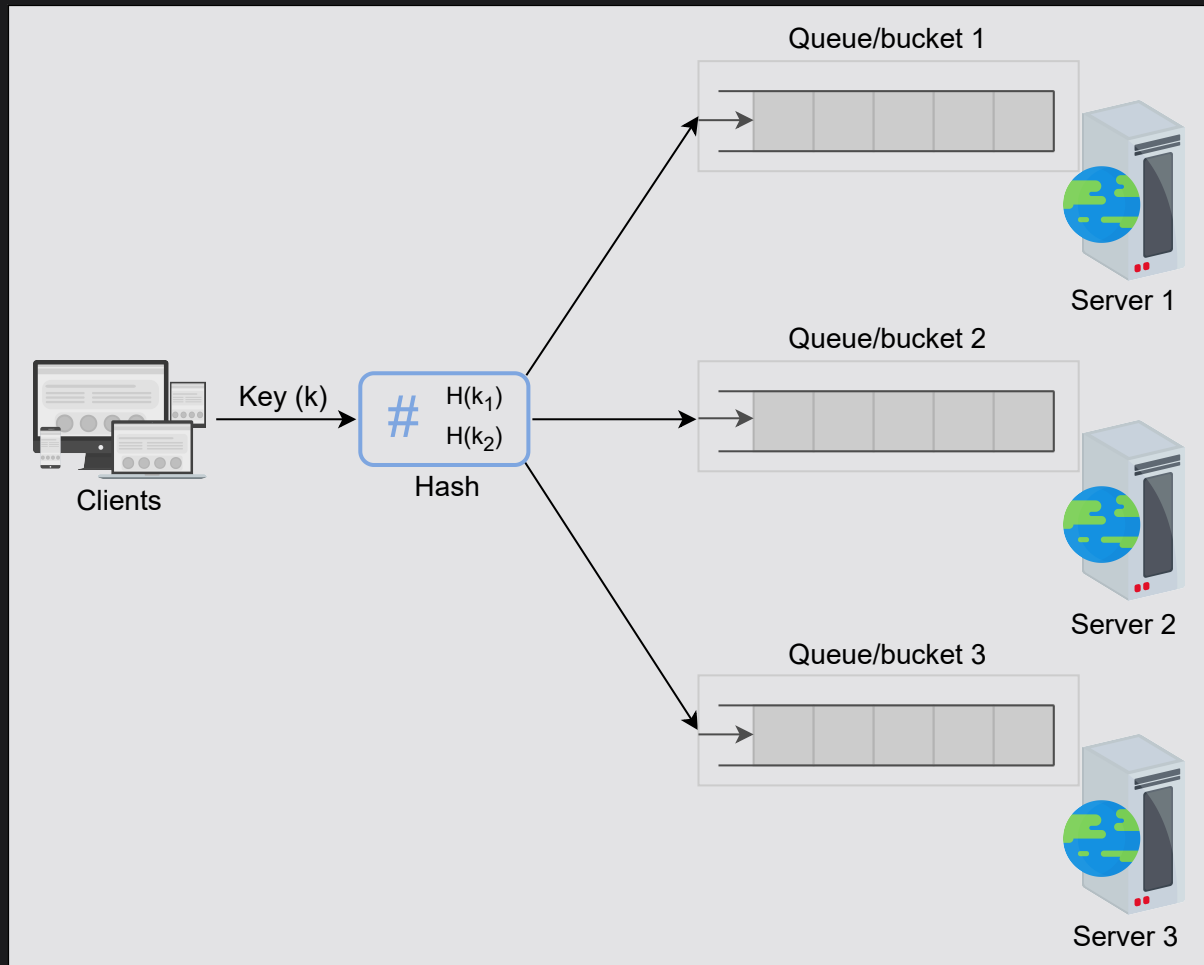 Queue/bucket 1
Server 1
Queue/bucket 2
Key (k)
#
H(k₁)
H(k₂)
Hash
Clients
Server 2
Queue/bucket 3
Server 3